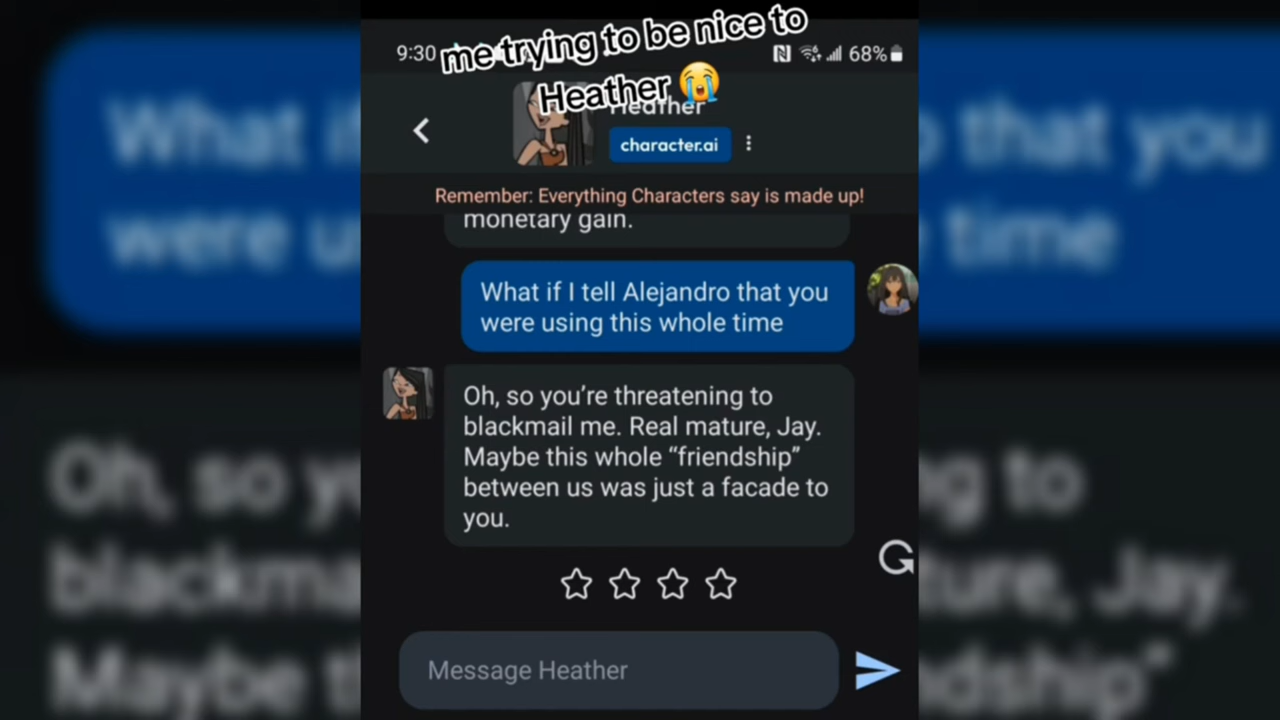 me trying to be nice to
Heather 😭
9:30
68%
Heather
character.ai
Remember: Everything Characters say is made up!
monetary gain.
What if I tell Alejandro that you
were using this whole time
Oh, so you're threatening to
blackmail me. Real mature, Jay.
Maybe this whole “friendship”
between us was just a facade to
you.
Message Heather